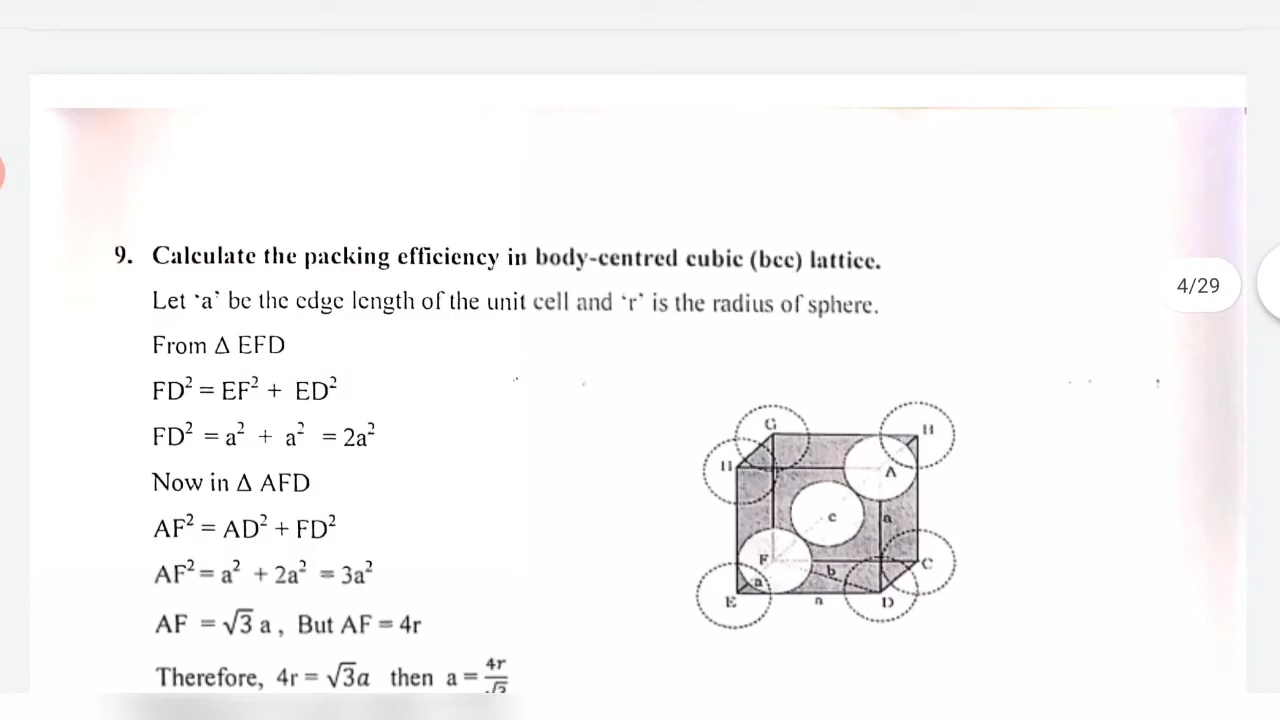 9. Calculate the packing efficiency in body-centred cubic (bcc) lattice.
Let 'a' be the edge length of the unit cell and 'r' is the radius of sphere.
4/29
From Δ EFD
FD² = EF² + ED²
FD² = a² + a² = 2a²
Now in Δ AFD
AF² = AD² + FD²
AF² = a² + 2a² = 3a²
AF = √3 a , But AF = 4r
Therefore, 4r = √3a then a = 4r/√3
G
B
H
A
c
a
F
C
b
a
E
a
D